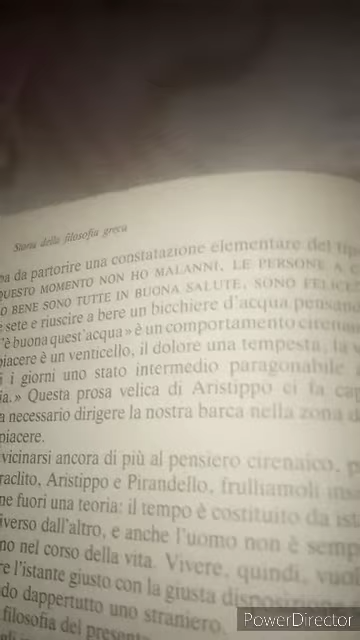 Storia della filosofia greca
da partorire una constatazione elementare del tipo
QUESTO MOMENTO NON HO MALANNI, LE PERSONE A C
O BENE SONO TUTTE IN BUONA SALUTE, SONO FELICE
e sete e riuscire a bere un bicchiere d'acqua pensando
'è buona quest'acqua» è un comportamento cirenai
piacere è un venticello, il dolore una tempesta, la v
i i giorni uno stato intermedio paragonabile
ia.» Questa prosa velica di Aristippo ci fa cap
a necessario dirigere la nostra barca nella zona d
piacere.
vvicinarsi ancora di più al pensiero cirenaico, p
raclito, Aristippo e Pirandello, frulliamoli ins
ne fuori una teoria: il tempo è costituito da ist
iverso dall'altro, e anche l'uomo non è semp
no nel corso della vita. Vivere, quindi, vuol
re l'istante giusto con la giusta disposizione
do dappertutto uno straniero.
filosofia del presente
PowerDirector